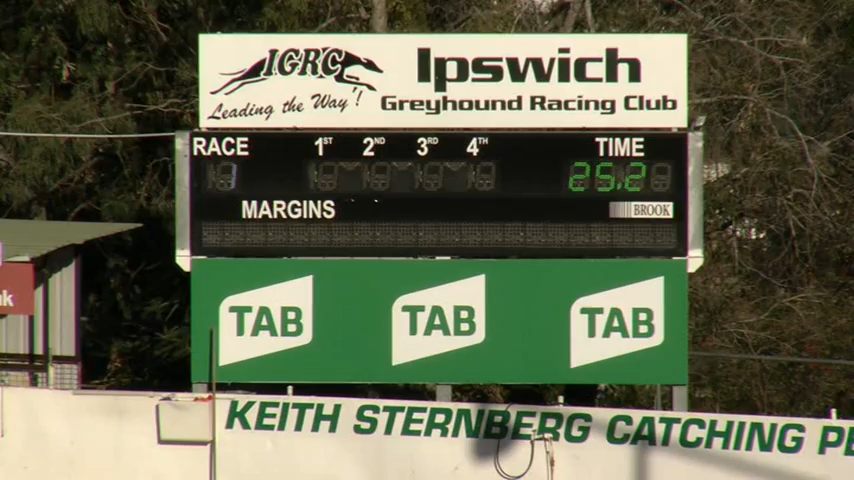 IGRC
Leading the Way'!
Ipswich
Greyhound Racing Club
RACE 1ST 2ND 3RD 4TH TIME
25.2
MARGINS BROOK
TAB TAB TAB
KEITH STERNBERG CATCHING PE